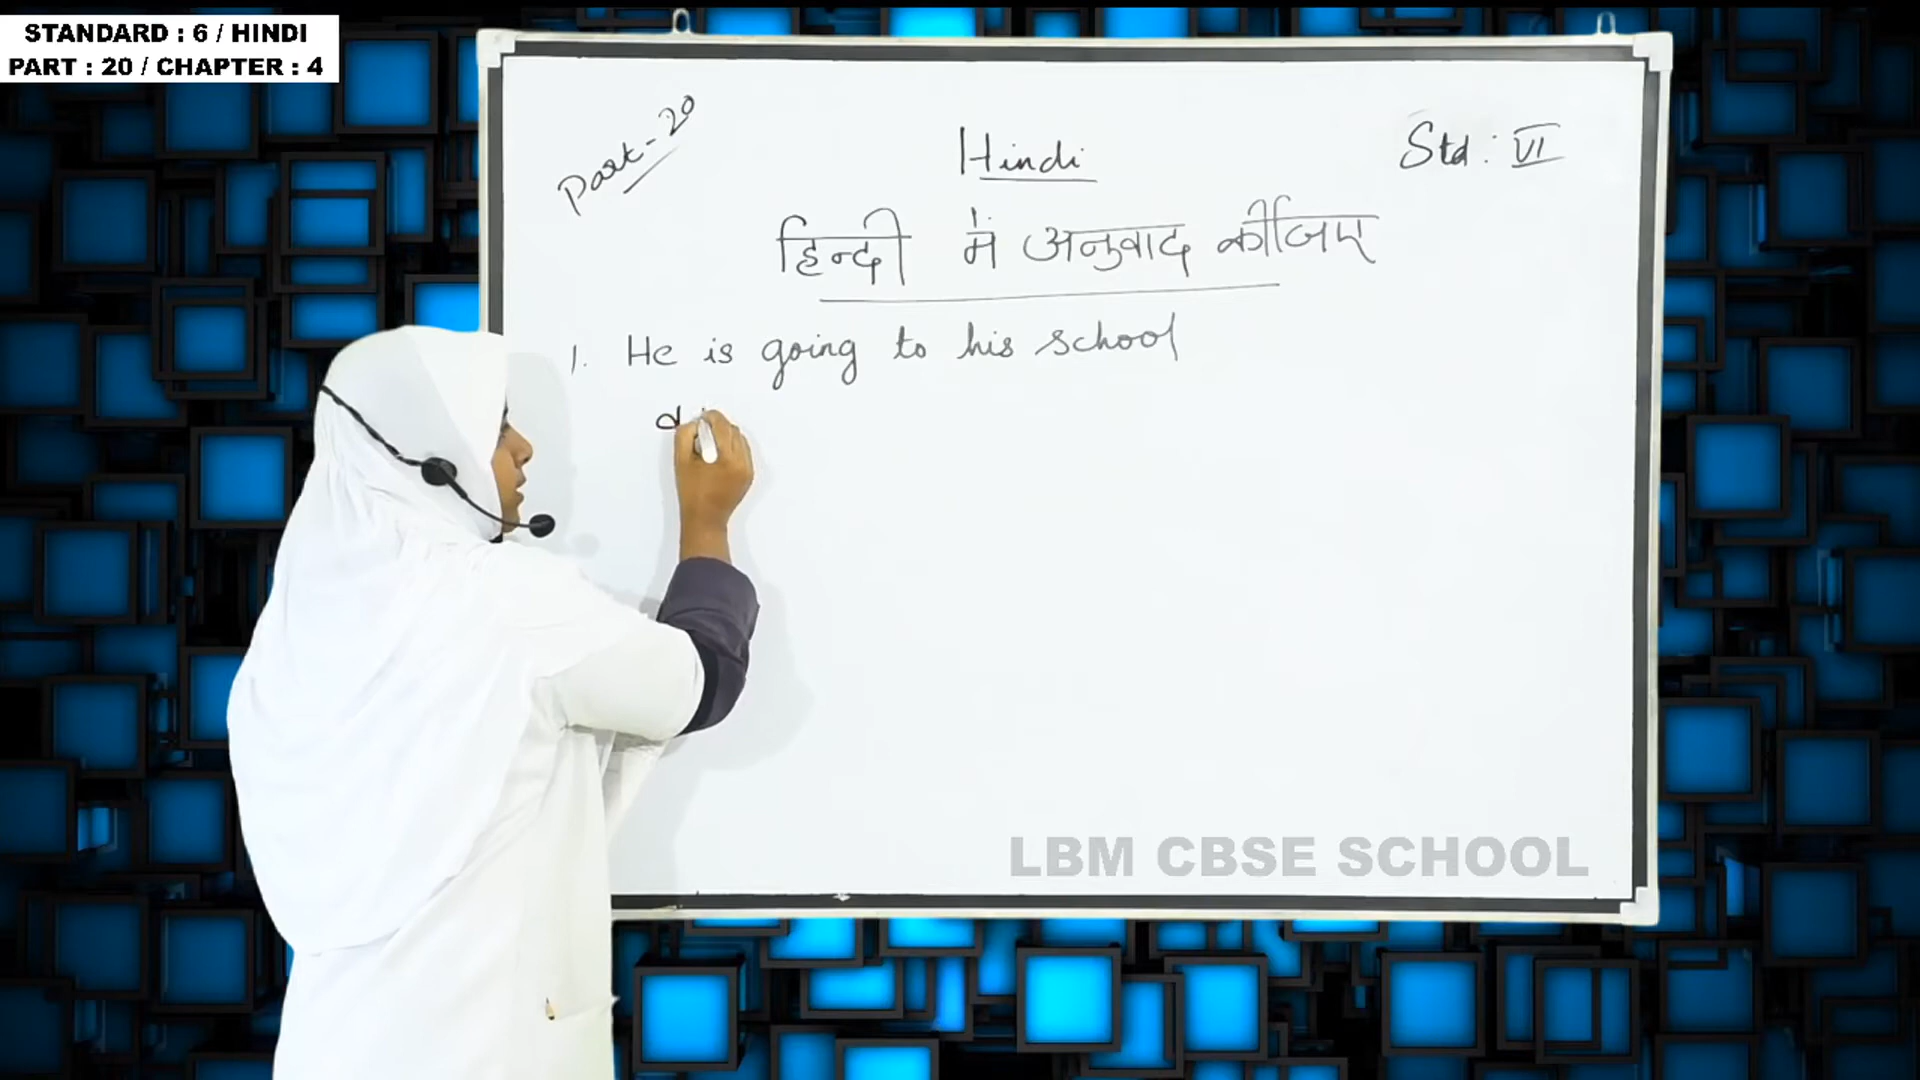 STANDARD : 6 / HINDI
PART : 20 / CHAPTER : 4
Part - 20
Hindi
Std : VI
हिन्दी में अनुवाद कीजिए
1. He is going to his school
LBM CBSE SCHOOL